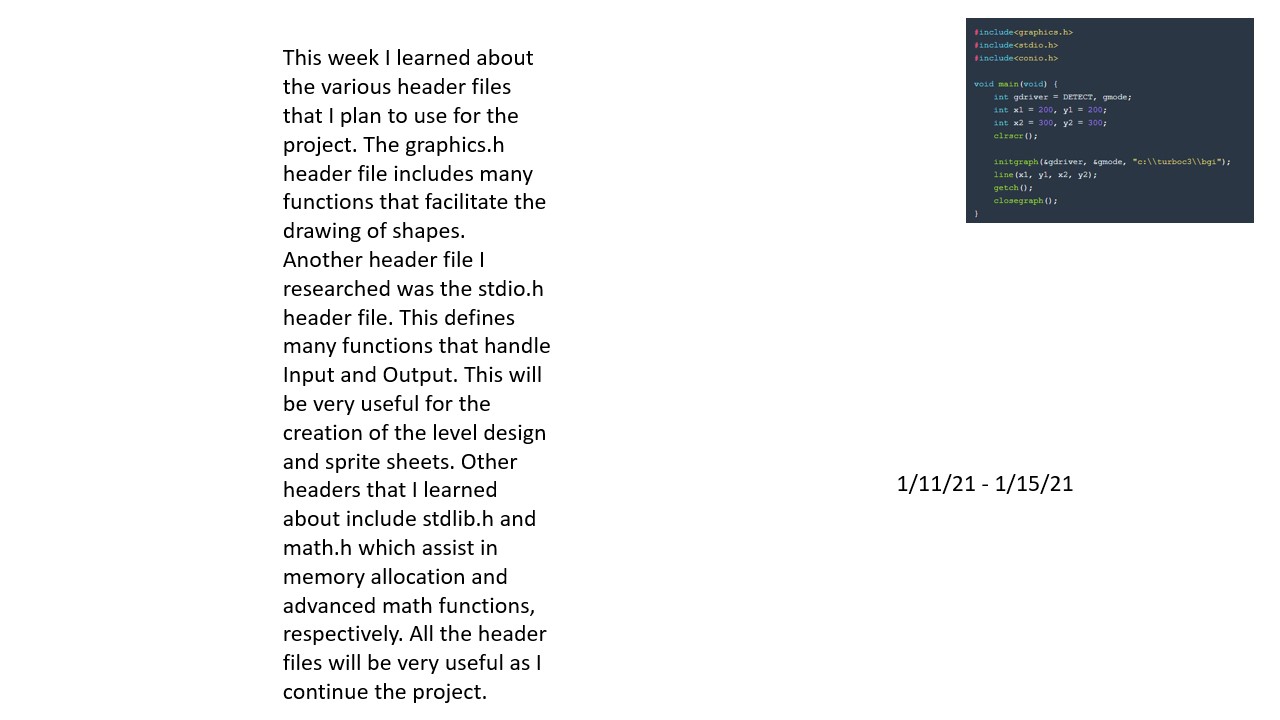 This week I learned about
the various header files
that I plan to use for the
project. The graphics.h
header file includes many
functions that facilitate the
drawing of shapes.
Another header file I
researched was the stdio.h
header file. This defines
many functions that handle
Input and Output. This will
be very useful for the
creation of the level design
and sprite sheets. Other
headers that I learned
about include stdlib.h and
math.h which assist in
memory allocation and
advanced math functions,
respectively. All the header
files will be very useful as I
continue the project.
#include<graphics.h>
#include<stdio.h>
#include<conio.h>
void main(void) {
int gdriver = DETECT, gmode;
int x1 = 200, y1 = 200;
int x2 = 300, y2 = 300;
clrscr();
initgraph(&gdriver, &gmode, "c:\\turboc3\\bgi");
line(x1, y1, x2, y2);
getch();
closegraph();
}
1/11/21 - 1/15/21